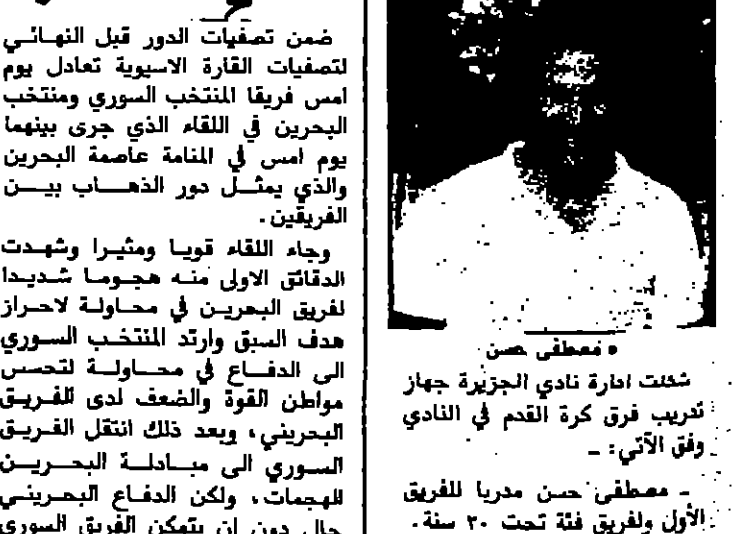 ضمن تصفيات الدور قبل النهائي
لتصفيات القارة الاسيوية تعادل يوم
امس فريقا المنتخب السوري ومنتخب
البحرين في اللقاء الذي جرى بينهما
يوم امس في المنامة عاصمة البحرين
والذي يمثل دور الذهاب بين
الفريقين.
وجاء اللقاء قويا ومثيرا وشهدت
الدقائق الاولى منه هجوما شديدا
لفريق البحرين في محاولة لاحراز
هدف السبق وارتد المنتخب السوري
الى الدفاع في محاولة لتحسس
مواطن القوة والضعف لدى الفريق
البحريني، وبعد ذلك انتقل الفريق
السوري الى مبادلة البحرين
الهجمات، ولكن الدفاع البحريني
حال دون ان يتمكن الفريق السوري
• مصطفى حسن
شكلت ادارة نادي الجزيرة جهاز
تدريب فرق كرة القدم في النادي
وفق الآتي: -
- مصطفى حسن مدربا للفريق
الأول ولفريق فئة تحت ٢٠ سنة.